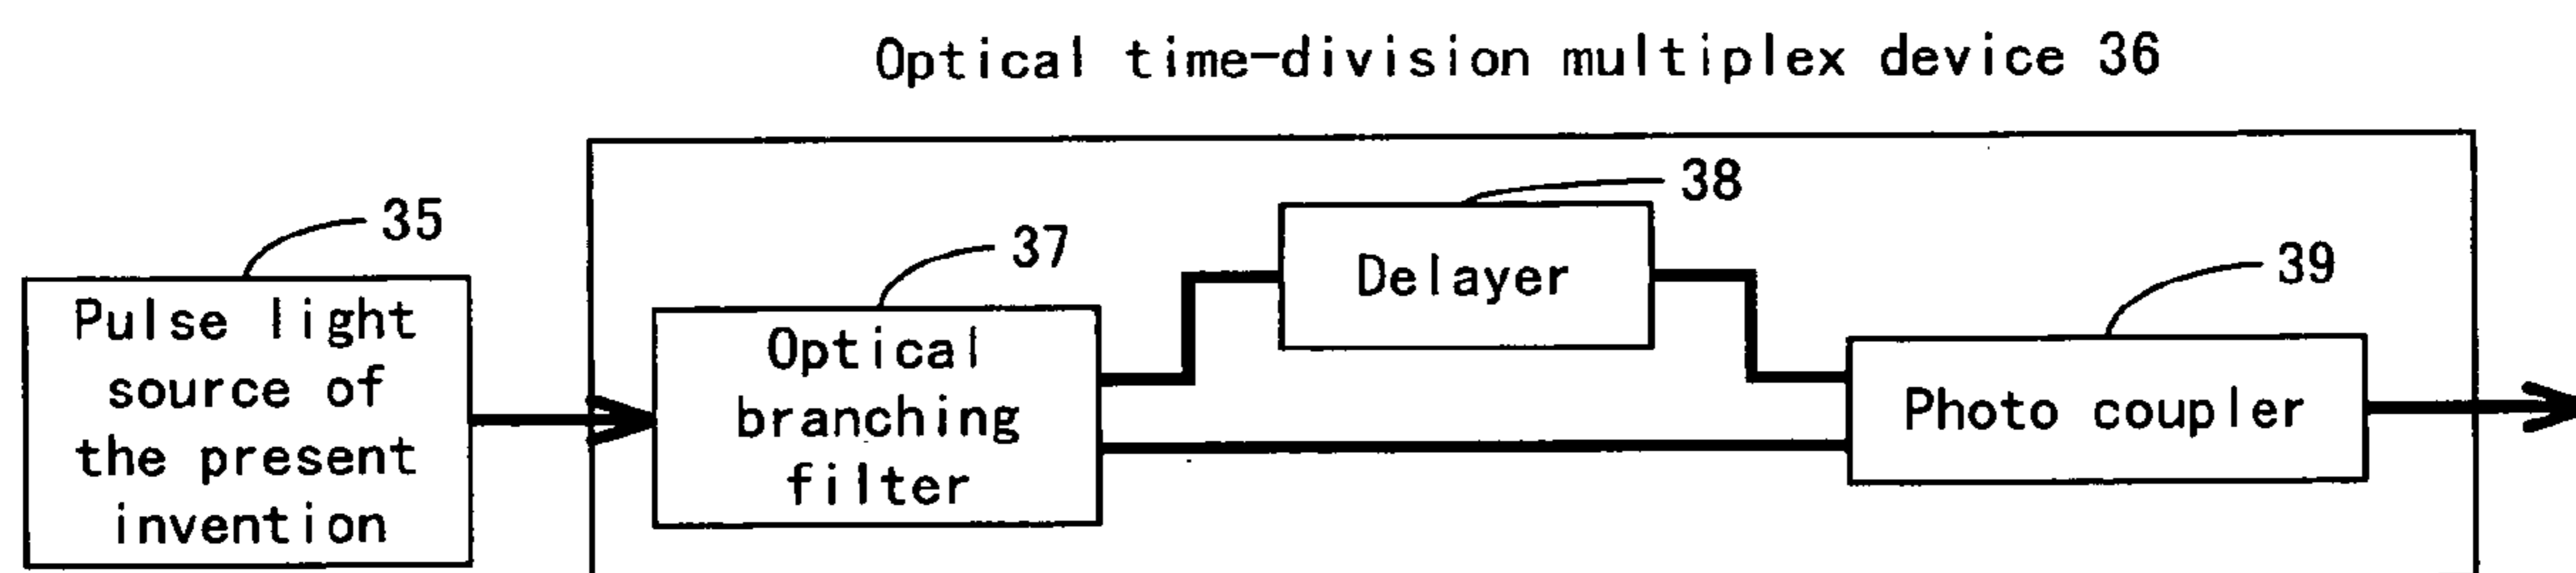 Optical time-division multiplex device 36
35
Pulse light
source of
the present
invention
37
Optical
branching
filter
38
Delayer
39
Photo coupler